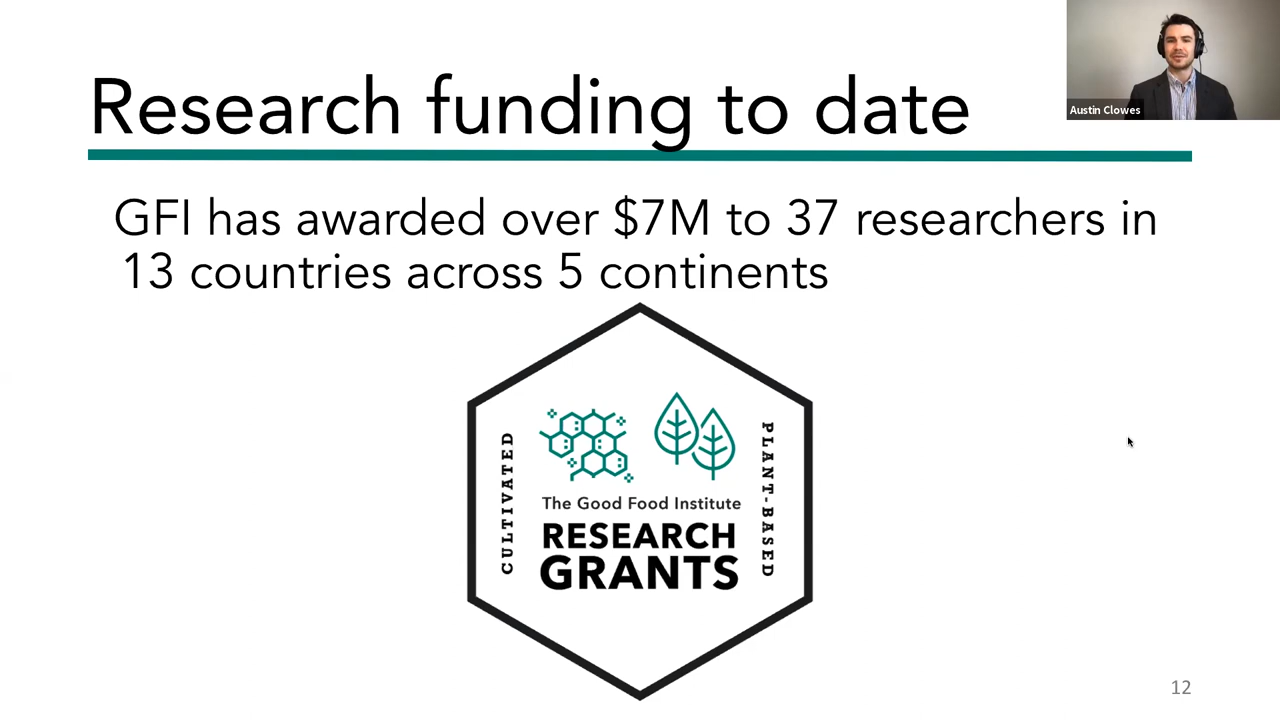 Research funding to date
Austin Clowes
GFI has awarded over $7M to 37 researchers in
13 countries across 5 continents
CULTIVATED
PLANT-BASED
The Good Food Institute
RESEARCH
GRANTS
12